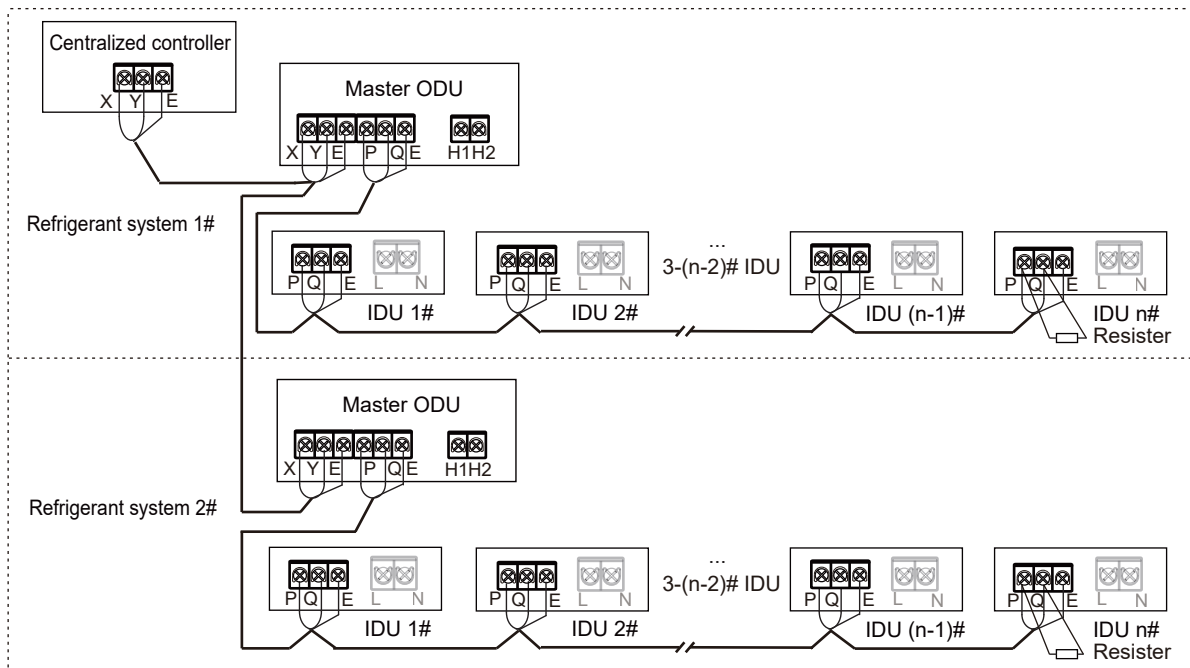 Centralized controller
X Y E
Master ODU
X Y E P Q E H1H2
Refrigerant system 1#
...
3-(n-2)# IDU
P Q E L N
IDU 1#
P Q E L N
IDU 2#
P Q E L N
IDU (n-1)#
P Q E L N
IDU n#
Resister
Master ODU
X Y E P Q E H1H2
Refrigerant system 2#
...
3-(n-2)# IDU
P Q E L N
IDU 1#
P Q E L N
IDU 2#
P Q E L N
IDU (n-1)#
P Q E L N
IDU n#
Resister